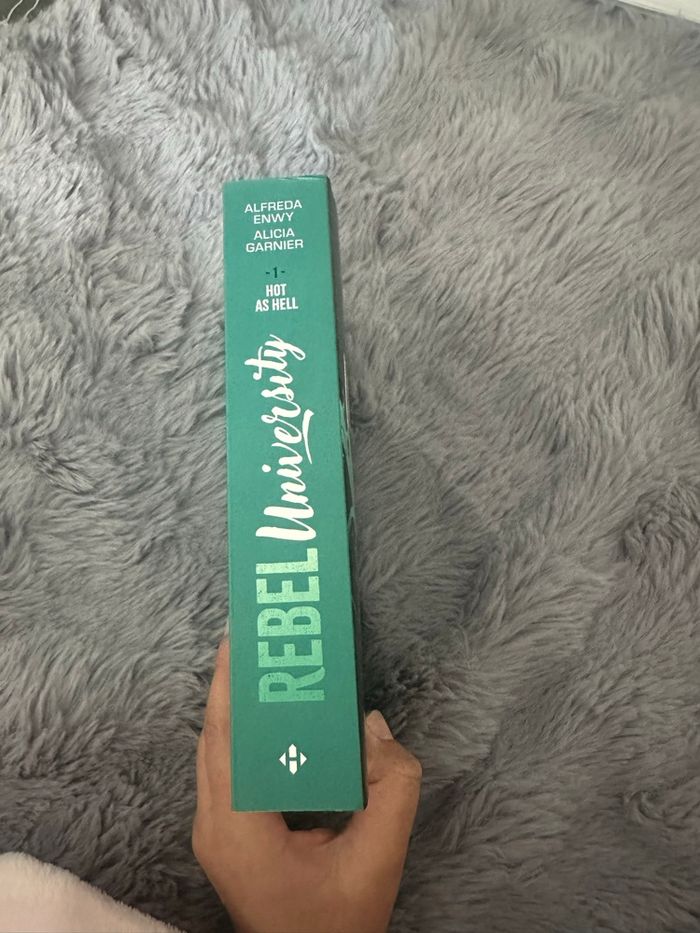 ALFREDA
ENWY
ALICIA
GARNIER
-1-
HOT
AS HELL
REBEL University
H